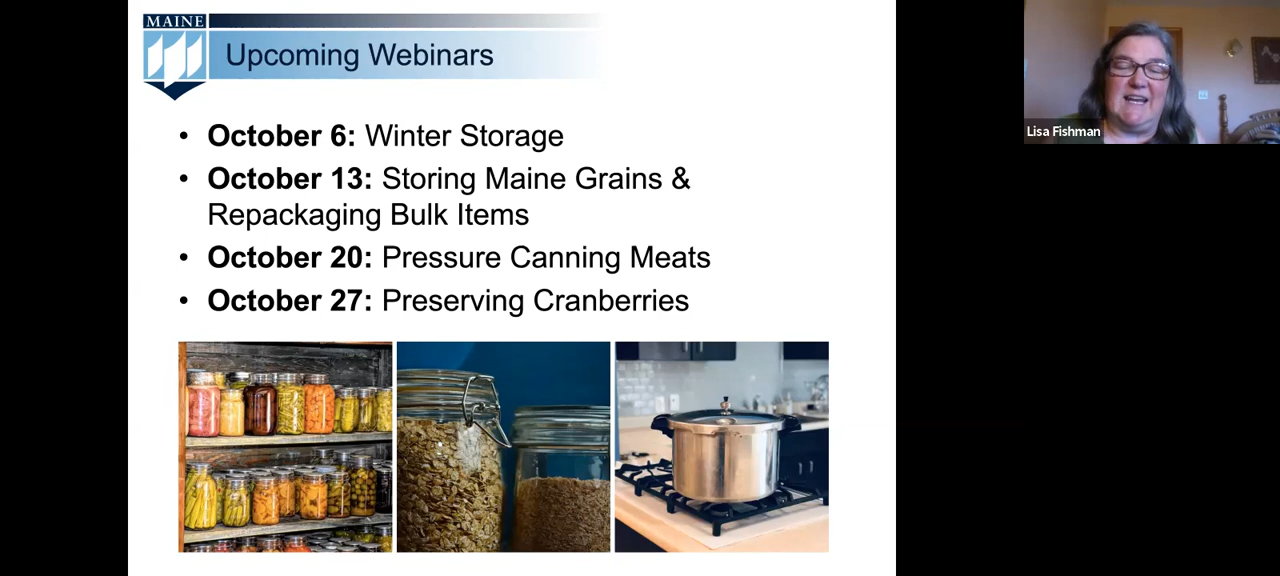 MAINE
Upcoming Webinars
• October 6: Winter Storage
• October 13: Storing Maine Grains &
Repackaging Bulk Items
• October 20: Pressure Canning Meats
• October 27: Preserving Cranberries
Lisa Fishman